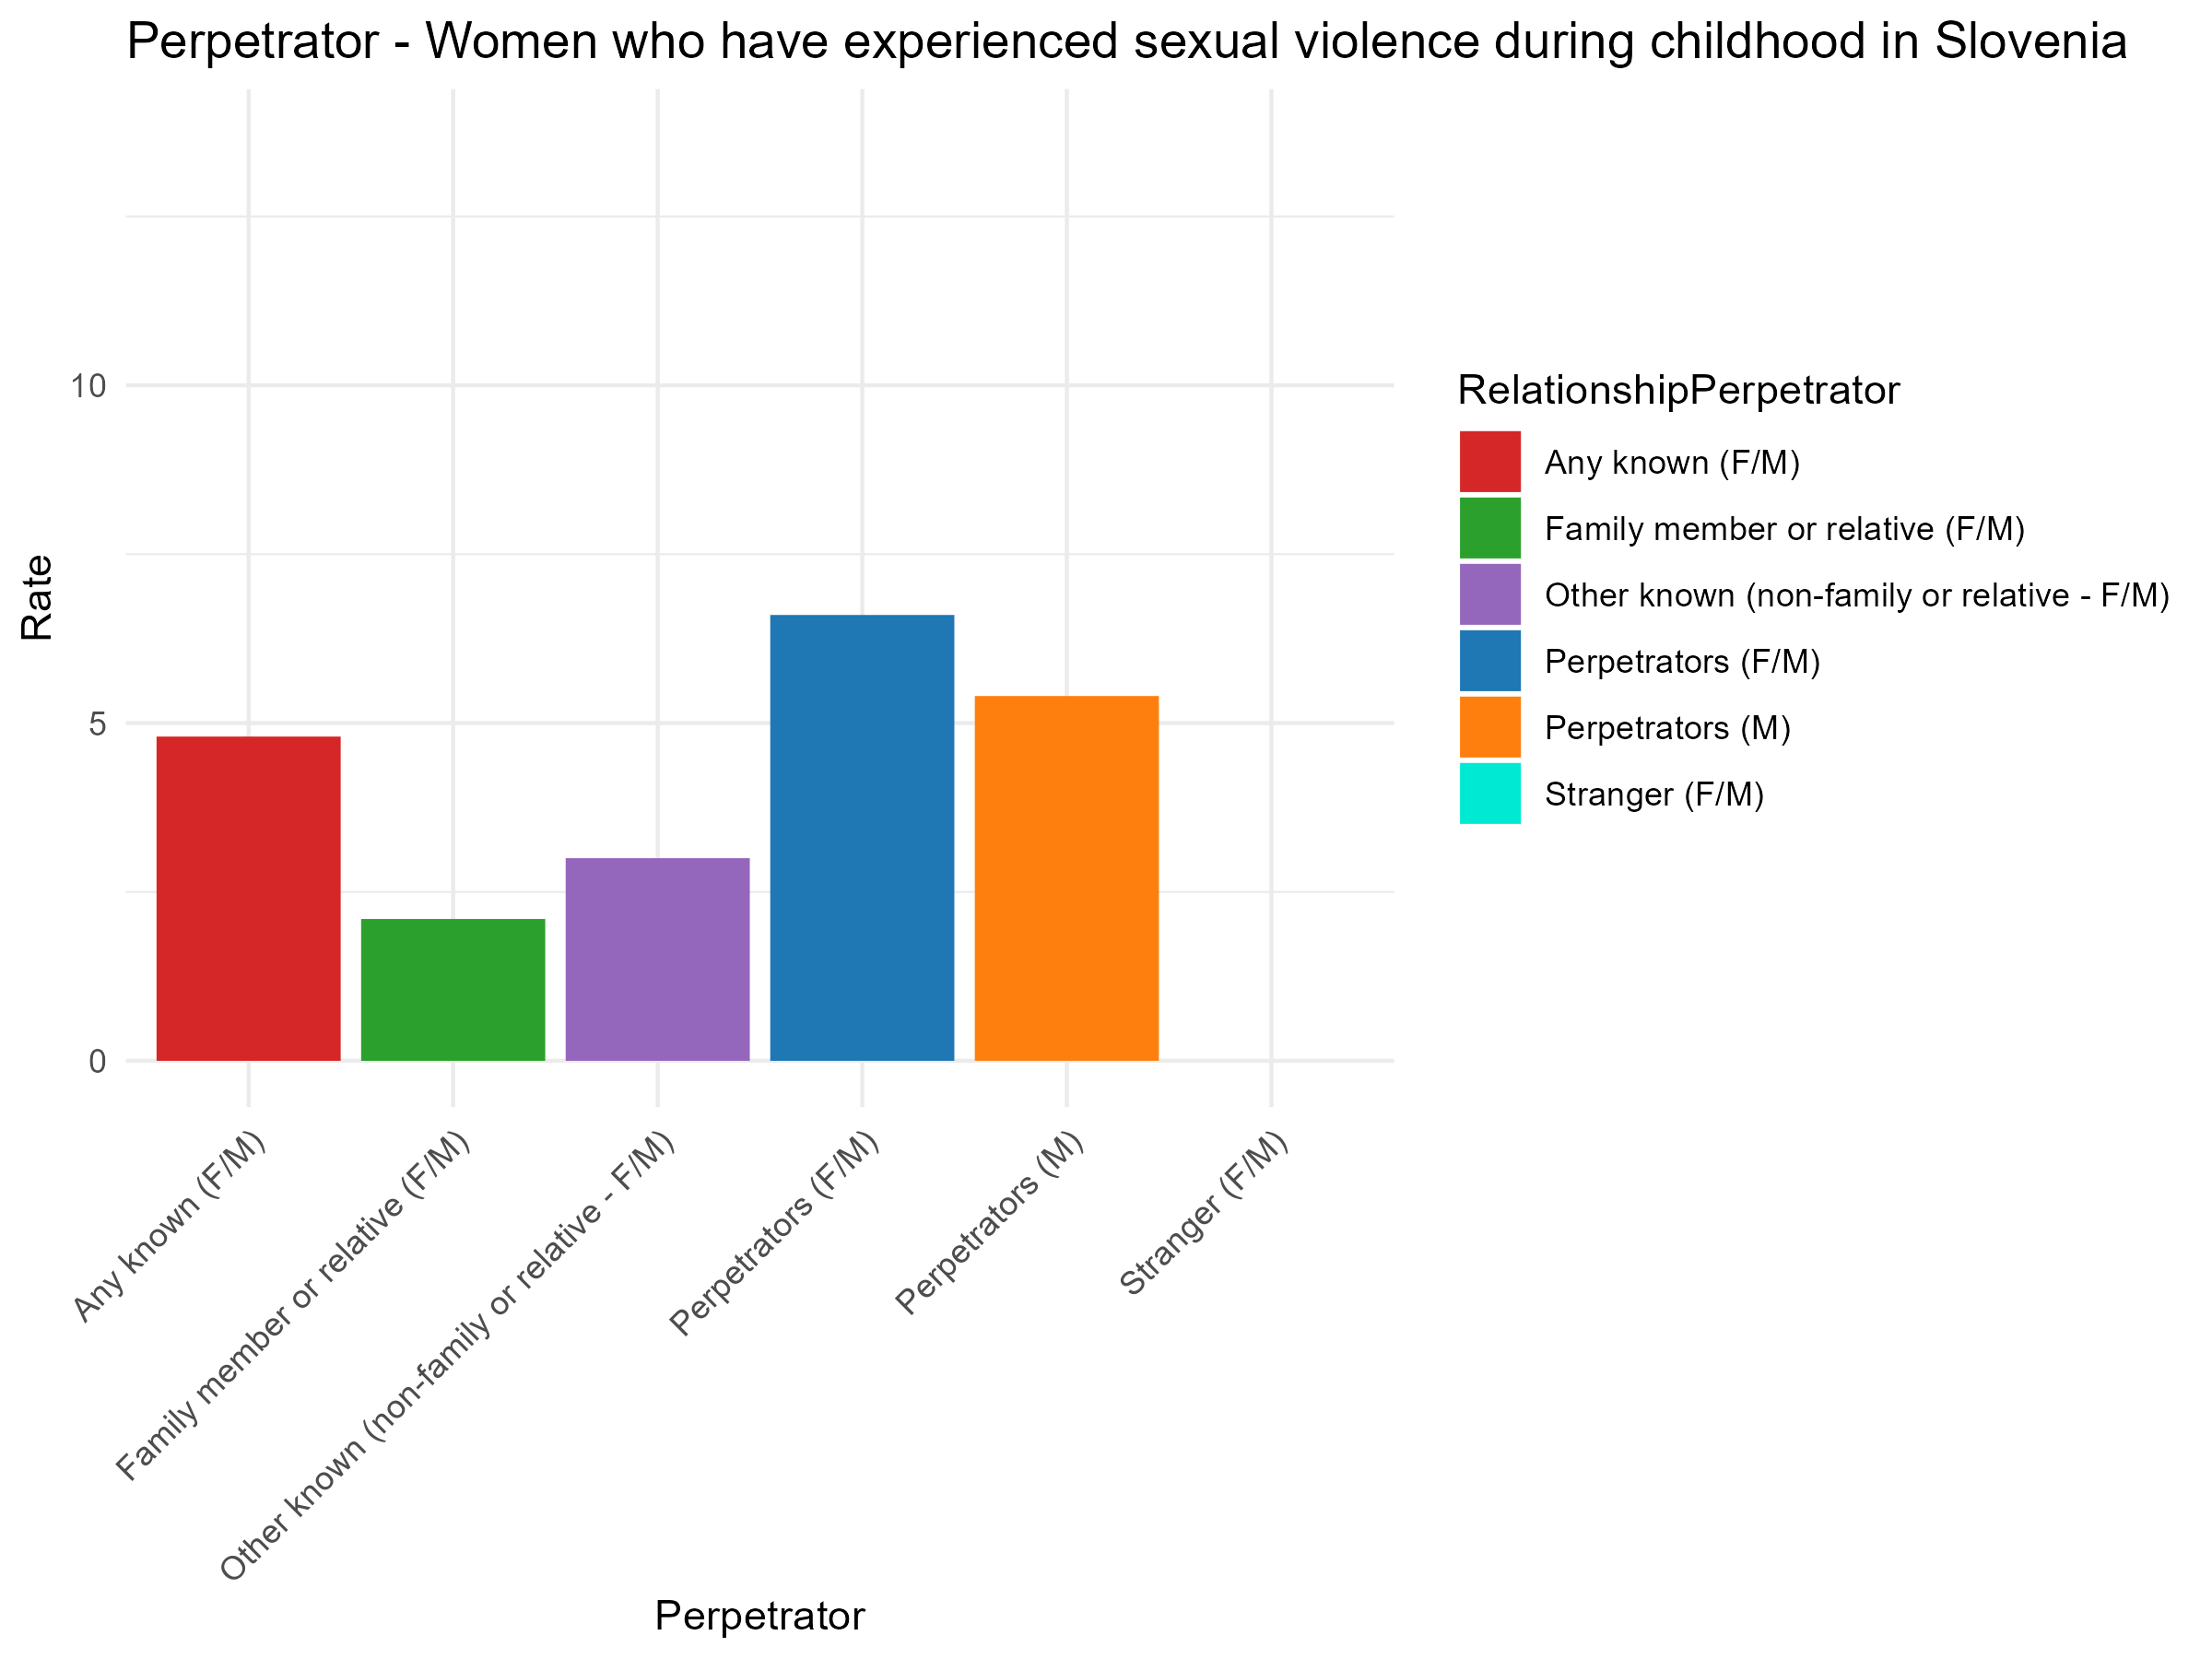 Perpetrator - Women who have experienced sexual violence during childhood in Slovenia
Rate
10
5
0
Any known (F/M)
Family member or relative (F/M)
Other known (non-family or relative - F/M)
Perpetrators (F/M)
Perpetrators (M)
Stranger (F/M)
Perpetrator
RelationshipPerpetrator
Any known (F/M)
Family member or relative (F/M)
Other known (non-family or relative - F/M)
Perpetrators (F/M)
Perpetrators (M)
Stranger (F/M)